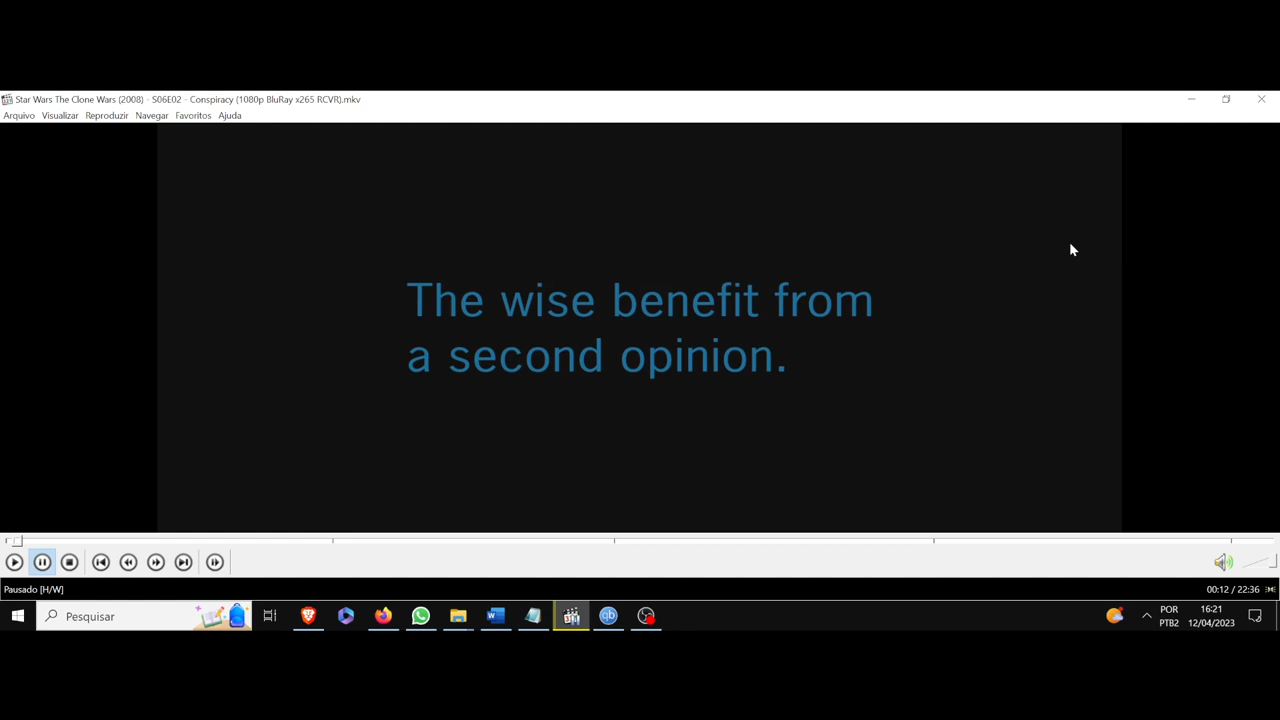 Star Wars The Clone Wars (2008) - S06E02 - Conspiracy (1080p BluRay x265 RCVR).mkv
Arquivo Visualizar Reproduzir Navegar Favoritos Ajuda
The wise benefit from
a second opinion.
Pausado [H/W]
00:12 / 22:36
Pesquisar
POR
PTB2
16:21
12/04/2023